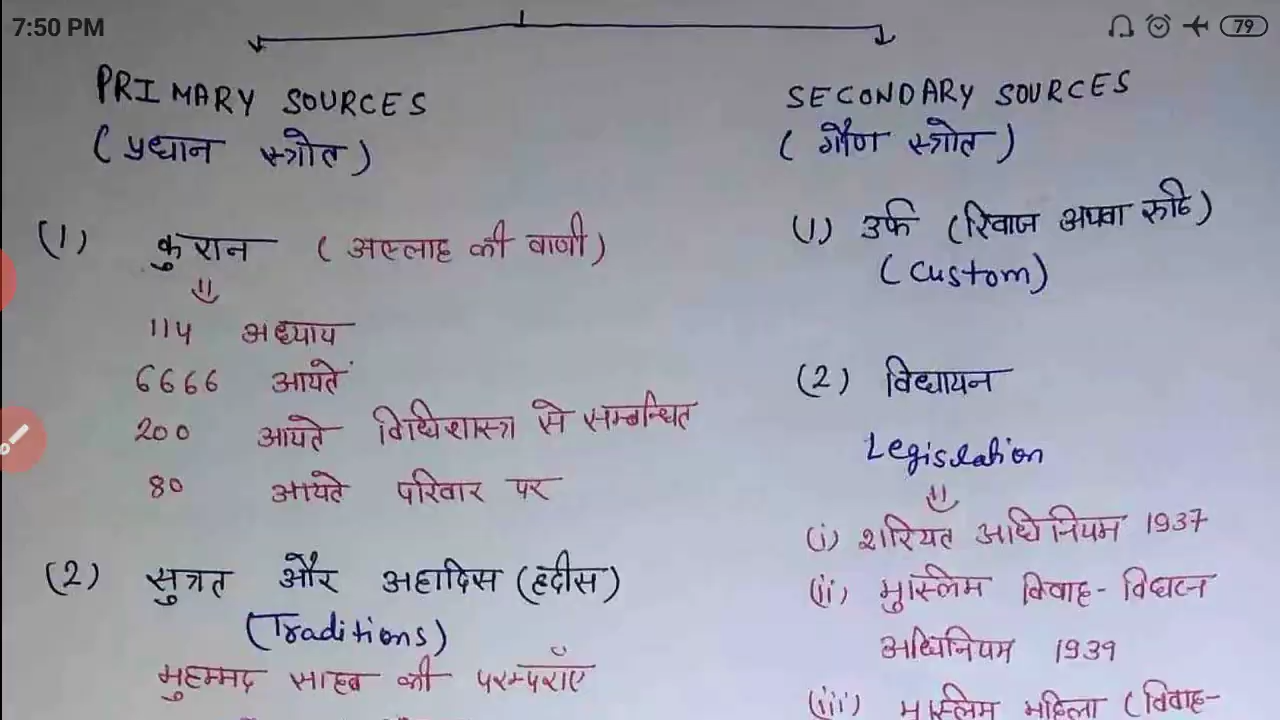 7:50 PM
79
PRIMARY SOURCES
(प्रधान स्त्रोत)
(1) कुरान (अल्लाह की वाणी)
114 अध्याय
6666 आयतें
200 आयते विधिशास्त्र से सम्बन्धित
80 आयते परिवार पर
(2) सुन्नत और अहादिस (हदीस)
(Traditions)
मुहम्मद साहब की परम्पराएँ
SECONDARY SOURCES
(गौण स्त्रोत)
(1) उर्फ (रिवाज अथवा रुढि)
(Custom)
(2) विधायन
Legislation
(i) शरियत अधिनियम 1937
(ii) मुस्लिम विवाह-विघटन
अधिनियम 1939
(iii) मुस्लिम महिला (विवाह-